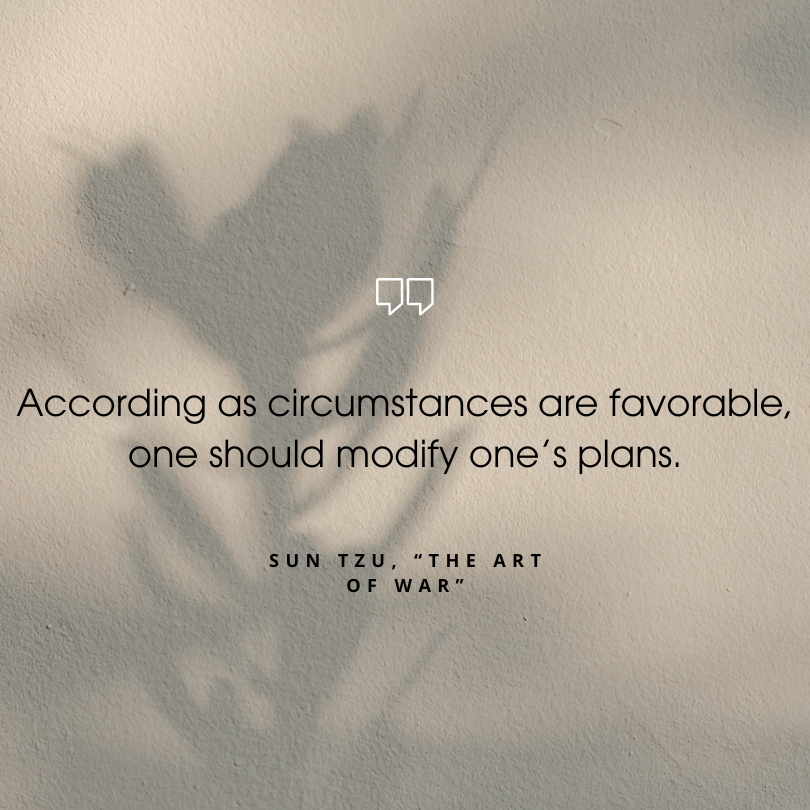 According as circumstances are favorable,
one should modify one’s plans.
SUN TZU, “THE ART
OF WAR”